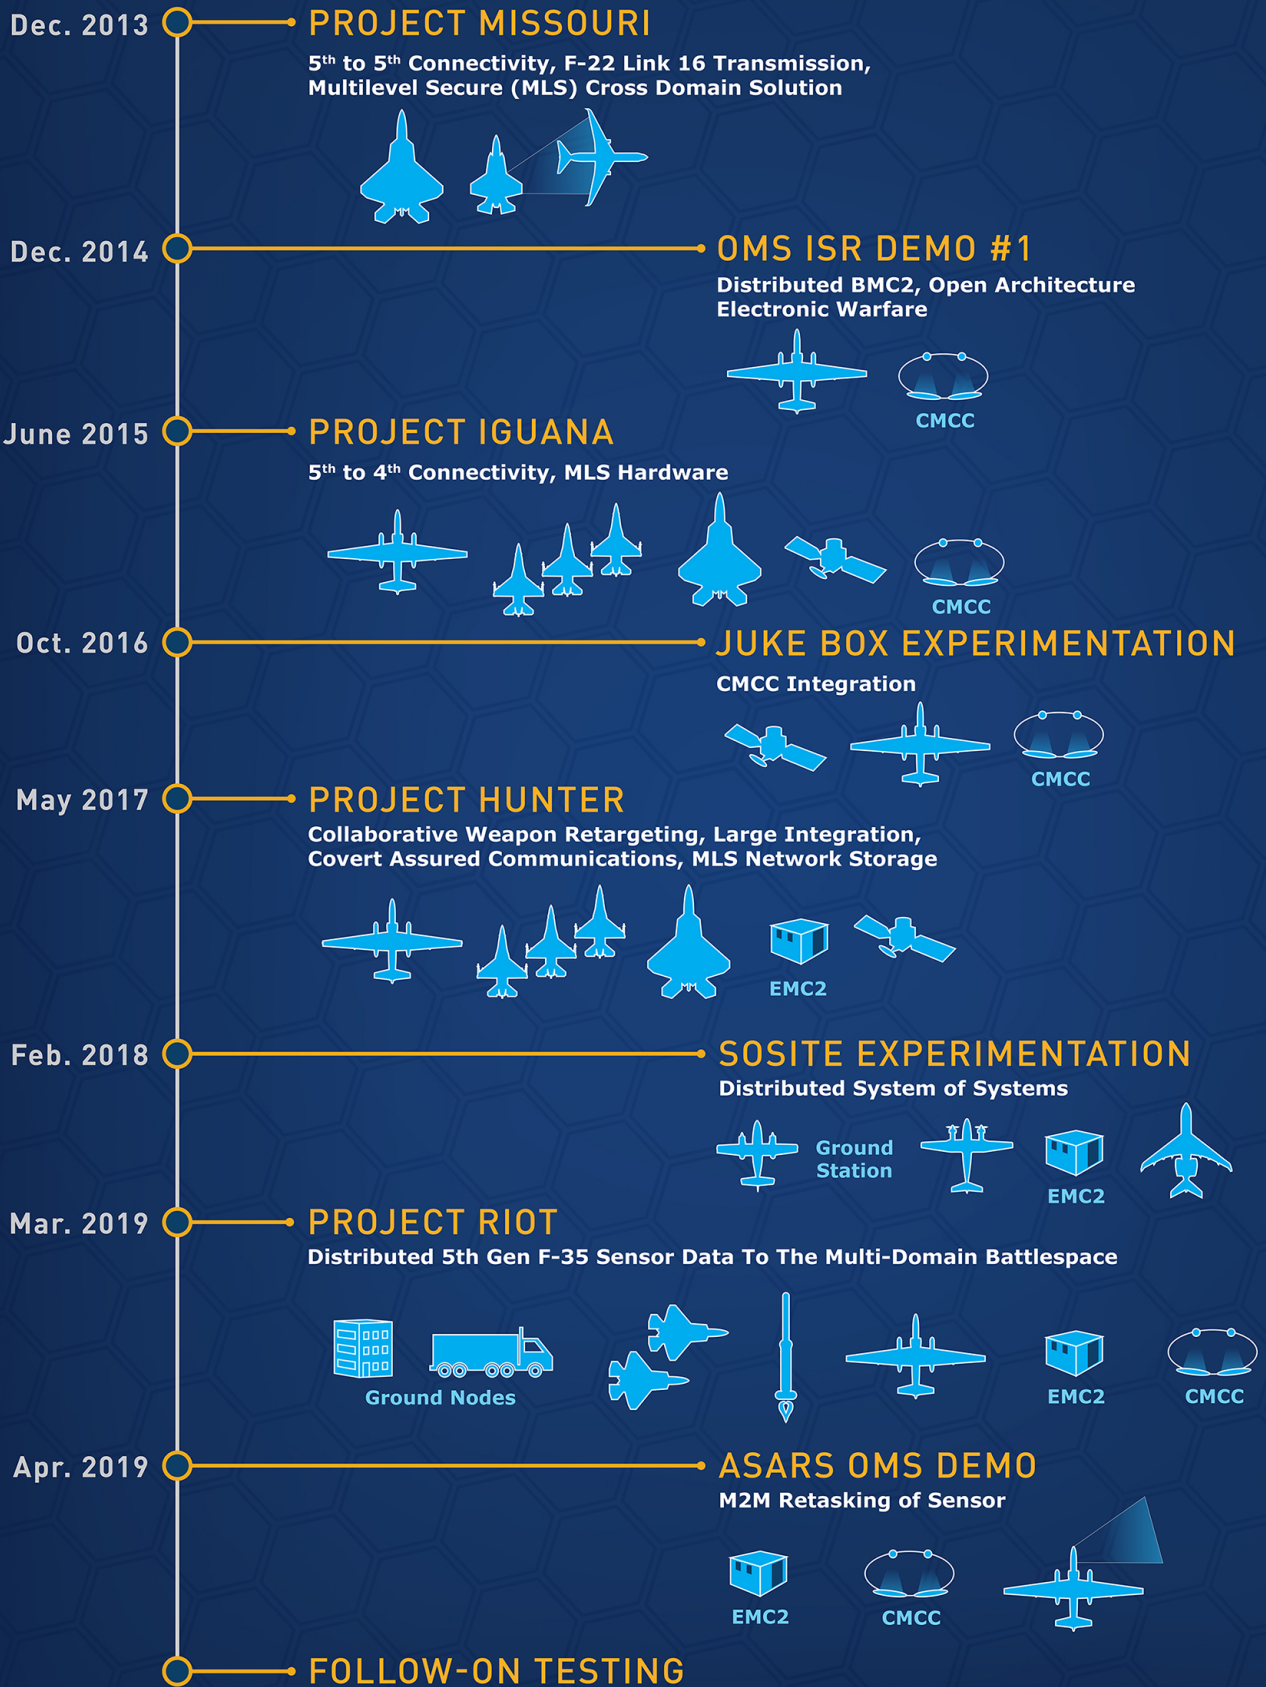 Dec. 2013
PROJECT MISSOURI
5th to 5th Connectivity, F-22 Link 16 Transmission,
Multilevel Secure (MLS) Cross Domain Solution
Dec. 2014
OMS ISR DEMO #1
Distributed BMC2, Open Architecture
Electronic Warfare
CMCC
June 2015
PROJECT IGUANA
5th to 4th Connectivity, MLS Hardware
CMCC
Oct. 2016
JUKE BOX EXPERIMENTATION
CMCC Integration
CMCC
May 2017
PROJECT HUNTER
Collaborative Weapon Retargeting, Large Integration,
Covert Assured Communications, MLS Network Storage
EMC2
Feb. 2018
SOSITE EXPERIMENTATION
Distributed System of Systems
Ground
Station
EMC2
Mar. 2019
PROJECT RIOT
Distributed 5th Gen F-35 Sensor Data To The Multi-Domain Battlespace
Ground Nodes
EMC2
CMCC
Apr. 2019
ASARS OMS DEMO
M2M Retasking of Sensor
EMC2
CMCC
FOLLOW-ON TESTING